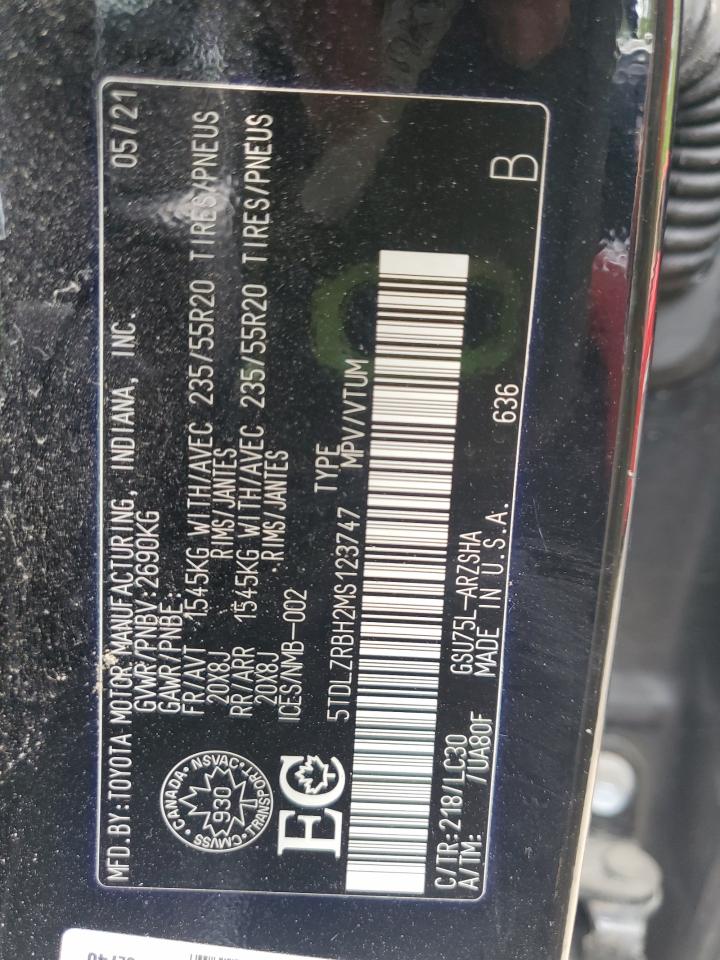 MFD.BY:TOYOTA MOTOR MANUFACTURING, INDIANA, INC. 05/21
GVWR/PNBV:2690KG
GAWR/PNBE:
FR/AVT 1545KG WITH/AVEC 235/55R20 TIRES/PNEUS
20X8J RIMS/JANTES
RR/ARR 1545KG WITH/AVEC 235/55R20 TIRES/PNEUS
20X8J RIMS/JANTES
ICES/NMB-002
CANADA NSVAC
930
CMVSS TRANSPORT
EC
5TDLZRBH2MS123747 TYPE MPV/VTUM
C/TR:218/LC30 GSU75L-ARZSHA
A/TM: /UA80F MADE IN U.S.A. 636 B